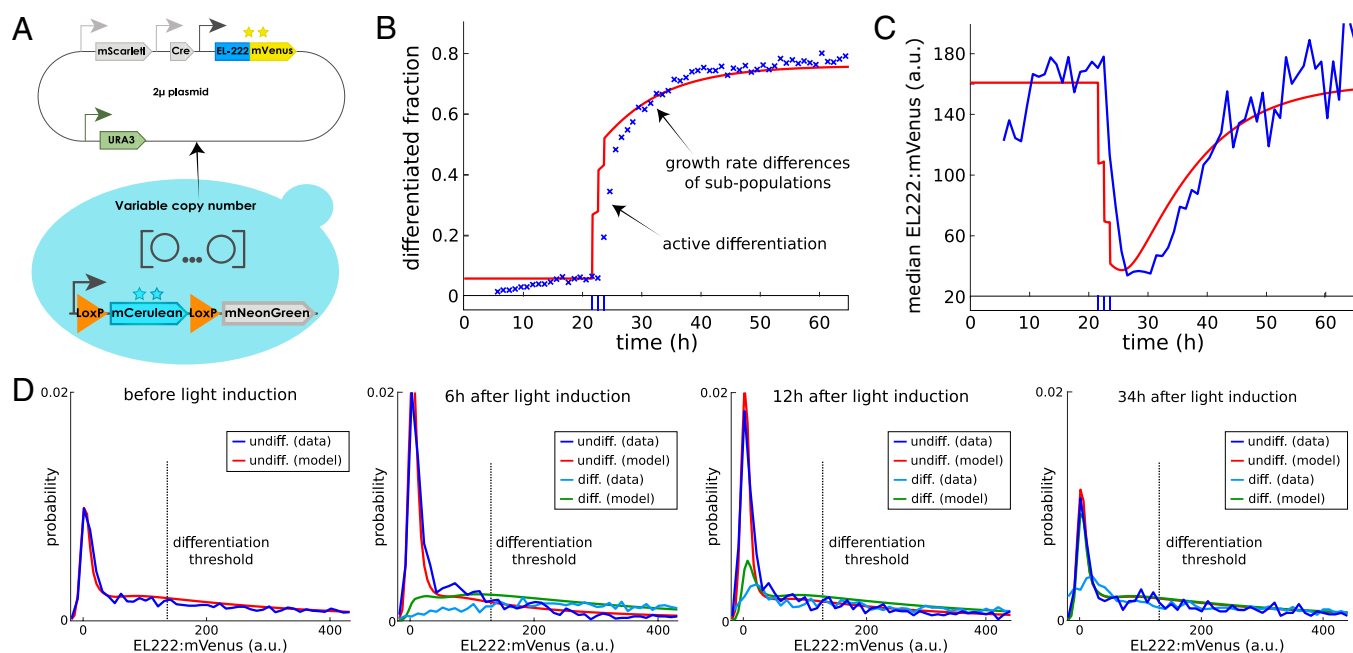 A
mScarletI
Cre
EL-222
mVenus
2μ plasmid
URA3
Variable copy number
LoxP
mCerulean
LoxP
mNeonGreen
B
differentiated fraction
0.8
0.6
0.4
0.2
0
growth rate differences
of sub-populations
active differentiation
0
10
20
30
40
50
60
time (h)
C
median EL222:mVenus (a.u.)
180
140
100
60
20
0
10
20
30
40
50
60
time (h)
D
before light induction
0.02
probability
0
undiff. (data)
undiff. (model)
differentiation
threshold
0
200
400
EL222:mVenus (a.u.)
6h after light induction
0.02
probability
0
undiff. (data)
undiff. (model)
diff. (data)
diff. (model)
differentiation
threshold
0
200
400
EL222:mVenus (a.u.)
12h after light induction
0.02
probability
0
undiff. (data)
undiff. (model)
diff. (data)
diff. (model)
differentiation
threshold
0
200
400
EL222:mVenus (a.u.)
34h after light induction
0.02
probability
0
undiff. (data)
undiff. (model)
diff. (data)
diff. (model)
differentiation
threshold
0
200
400
EL222:mVenus (a.u.)